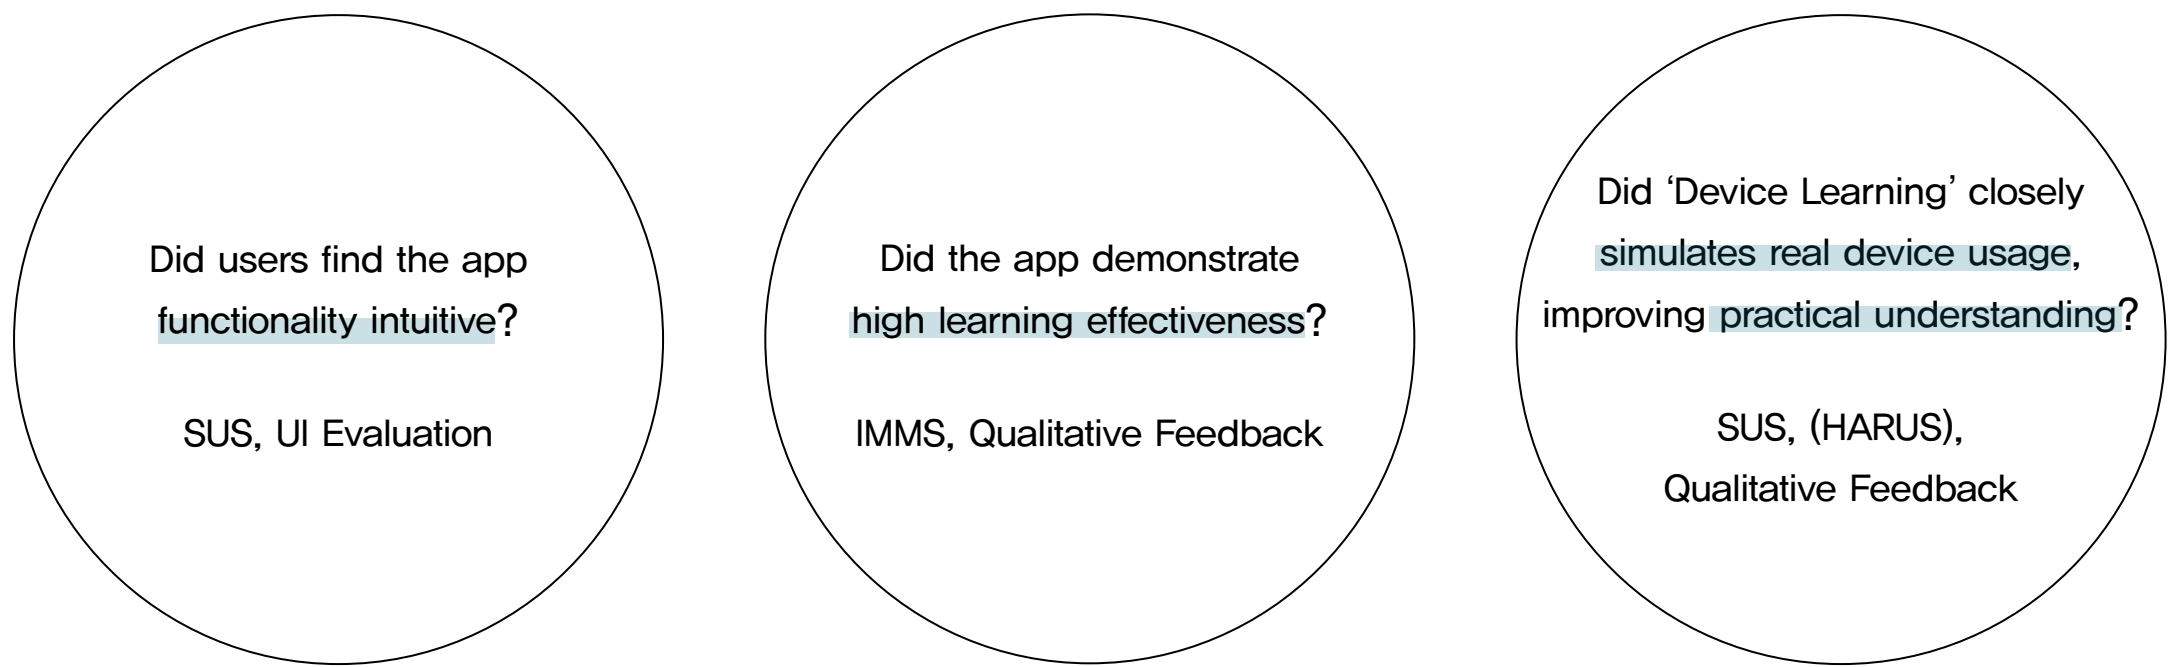 Did users find the app
functionality intuitive?
SUS, UI Evaluation
Did the app demonstrate
high learning effectiveness?
IMMS, Qualitative Feedback
Did ‘Device Learning’ closely
simulates real device usage,
improving practical understanding?
SUS, (HARUS),
Qualitative Feedback